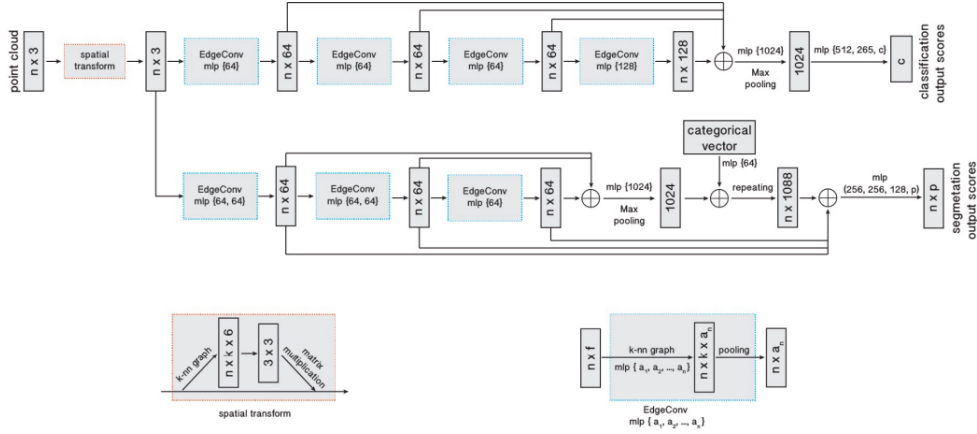 point cloud
n x 3
spatial
transform
n x 3
EdgeConv
mlp {64}
n x 64
EdgeConv
mlp {64}
n x 64
EdgeConv
mlp {64}
n x 64
EdgeConv
mlp {128}
n x 128
mlp {1024}
Max
pooling
1024
mlp {512, 265, c}
c
classification
output scores
categorical
vector
mlp {64}
EdgeConv
mlp {64, 64}
n x 64
EdgeConv
mlp {64, 64}
n x 64
EdgeConv
mlp {64}
n x 64
mlp {1024}
Max
pooling
1024
repeating
n x 1088
mlp
(256, 256, 128, p}
n x p
segmetation
output scores
k-nn graph
n x k x 6
3 x 3
matrix
multiplication
spatial transform
n x f
k-nn graph
mlp { a₁, a₂, ..., aₙ}
n x k x aₙ
pooling
n x aₙ
EdgeConv
mlp { a₁, a₂, ..., aₙ}